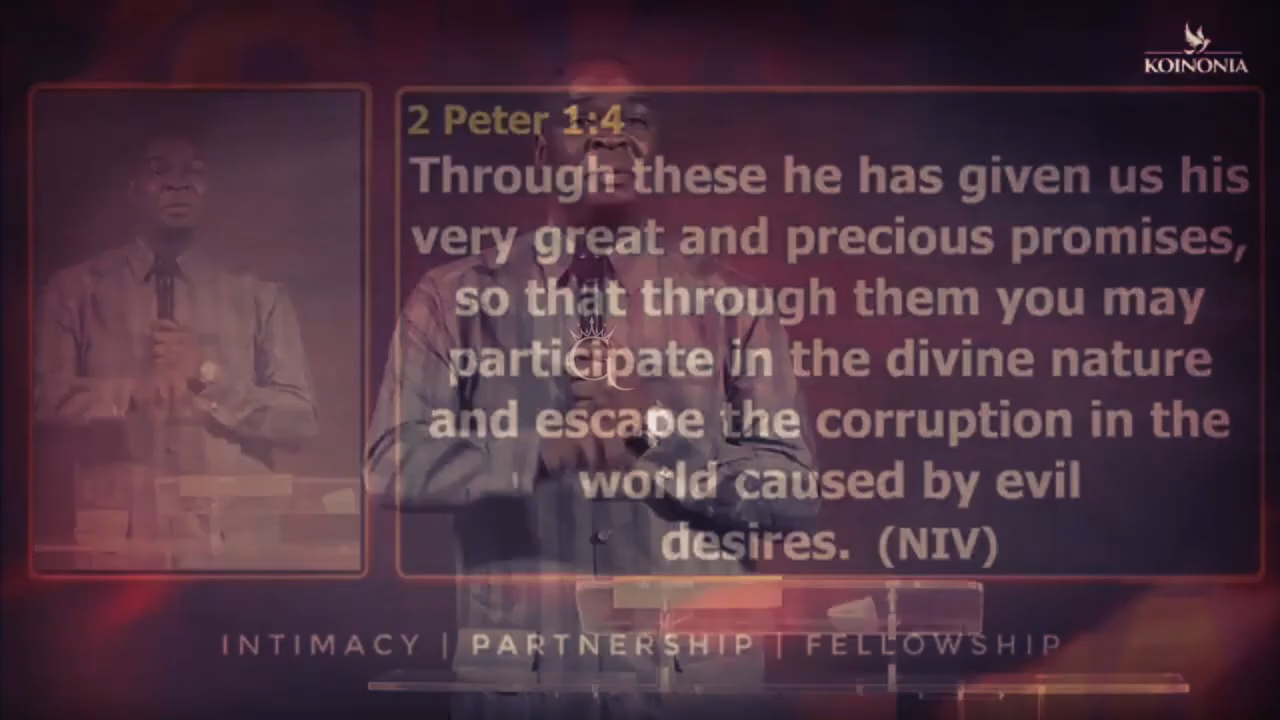 KOINONIA
2 Peter 1:4
Through these he has given us his
very great and precious promises,
so that through them you may
participate in the divine nature
and escape the corruption in the
world caused by evil
desires. (NIV)
INTIMACY | PARTNERSHIP | FELLOWSHIP